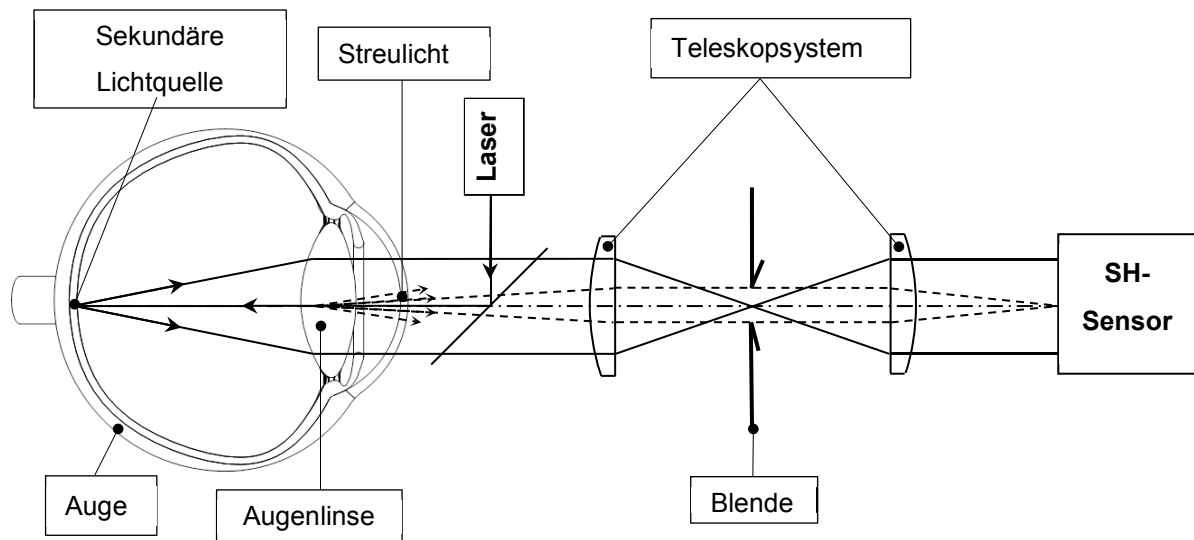 Sekundäre
Lichtquelle
Streulicht
Teleskopsystem
Laser
SH-
Sensor
Auge
Augenlinse
Blende